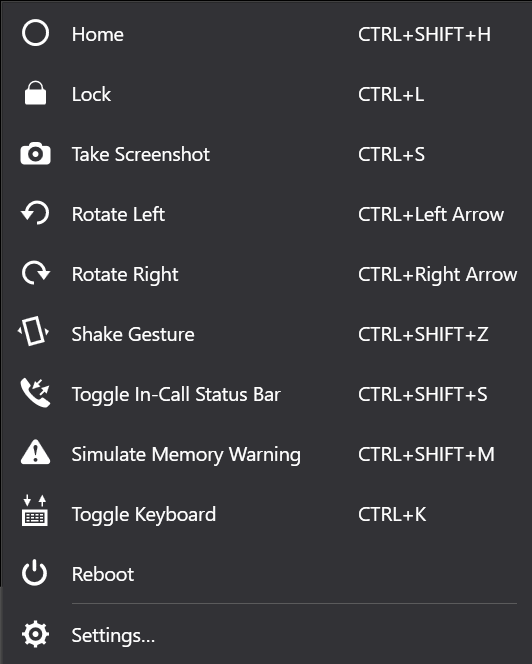 Home CTRL+SHIFT+H
Lock CTRL+L
Take Screenshot CTRL+S
Rotate Left CTRL+Left Arrow
Rotate Right CTRL+Right Arrow
Shake Gesture CTRL+SHIFT+Z
Toggle In-Call Status Bar CTRL+SHIFT+S
Simulate Memory Warning CTRL+SHIFT+M
Toggle Keyboard CTRL+K
Reboot
Settings...